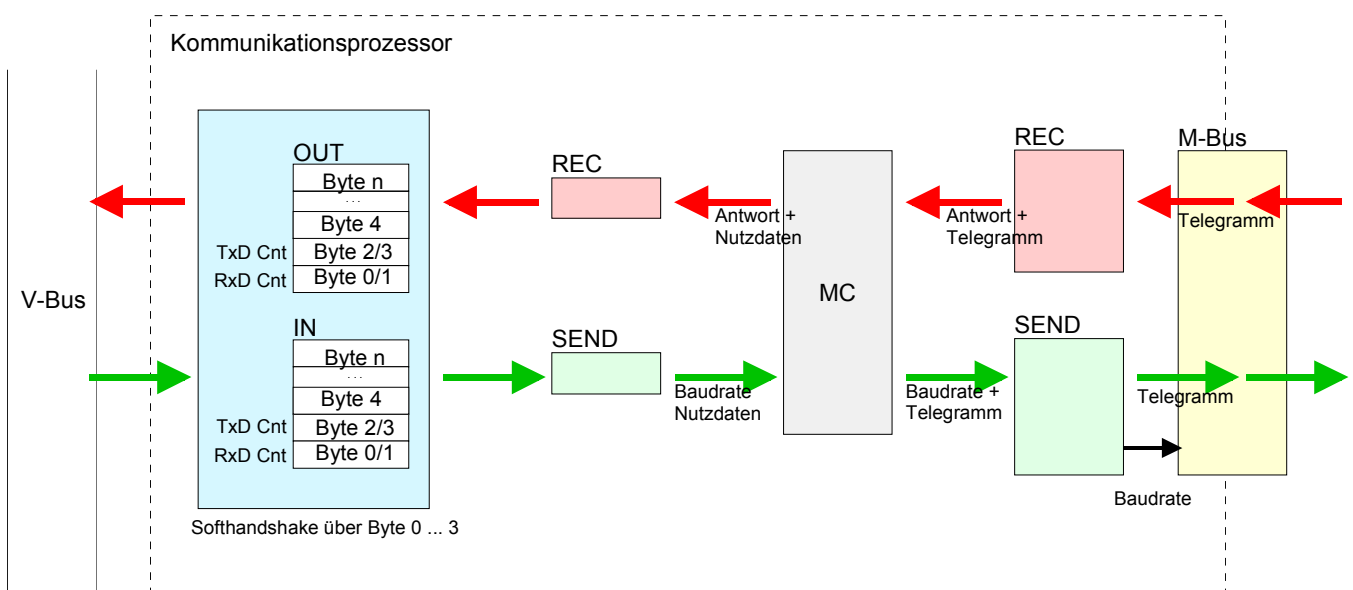 Kommunikationsprozessor
V-Bus
OUT
Byte n
...
Byte 4
TxD Cnt Byte 2/3
RxD Cnt Byte 0/1
IN
Byte n
...
Byte 4
TxD Cnt Byte 2/3
RxD Cnt Byte 0/1
Softhandshake über Byte 0 ... 3
REC
Antwort +
Nutzdaten
SEND
Baudrate
Nutzdaten
MC
REC
Antwort +
Telegramm
SEND
Baudrate +
Telegramm
M-Bus
Telegramm
Telegramm
Baudrate